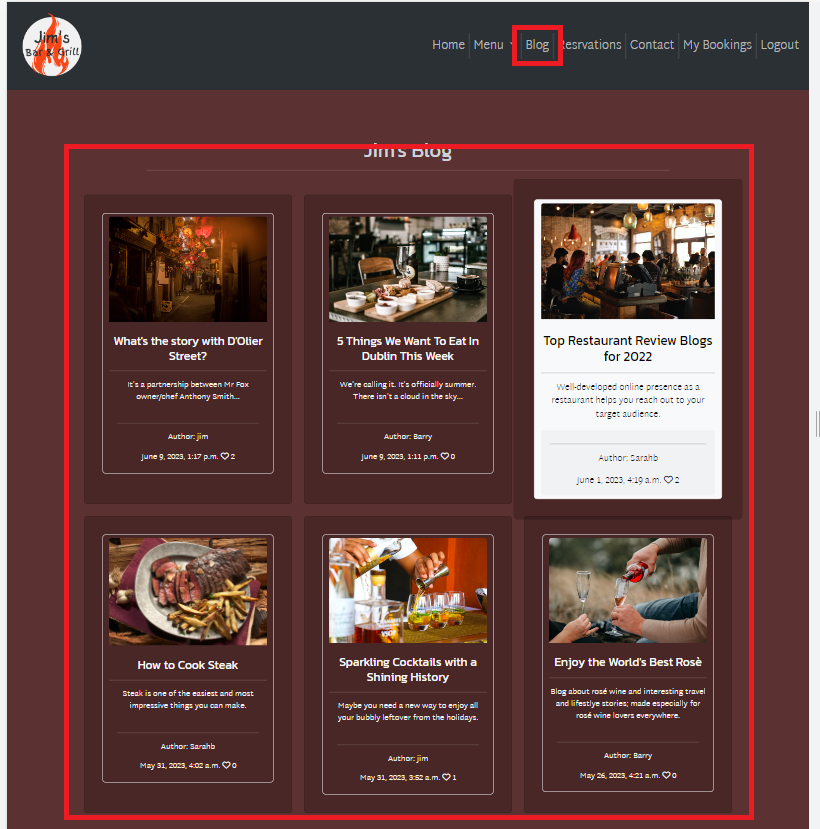 Jim's
Bar & Grill
Home Menu Blog Resrvations Contact My Bookings Logout
Jim's Blog
What's the story with D'Olier
Street?
It's a partnership between Mr Fox
owner/chef Anthony Smith...
Author: jim
June 9, 2023, 1:17 p.m. ♡ 2
5 Things We Want To Eat In
Dublin This Week
We're calling it. It's officially summer.
There isn't a cloud in the sky...
Author: Barry
June 9, 2023, 1:11 p.m. ♡ 0
Top Restaurant Review Blogs
for 2022
Well-developed online presence as a
restaurant helps you reach out to your
target audience.
Author: Sarahb
June 1, 2023, 4:19 a.m. ♡ 2
How to Cook Steak
Steak is one of the easiest and most
impressive things you can make.
Author: Sarahb
May 31, 2023, 4:02 a.m. ♡ 0
Sparkling Cocktails with a
Shining History
Maybe you need a new way to enjoy all
your bubbly leftover from the holidays.
Author: jim
May 31, 2023, 3:52 a.m. ♡ 1
Enjoy the World's Best Rosè
Blog about rosé wine and interesting travel
and lifestlye stories; made especially for
rosé wine lovers everywhere.
Author: Barry
May 26, 2023, 4:21 a.m. ♡ 0